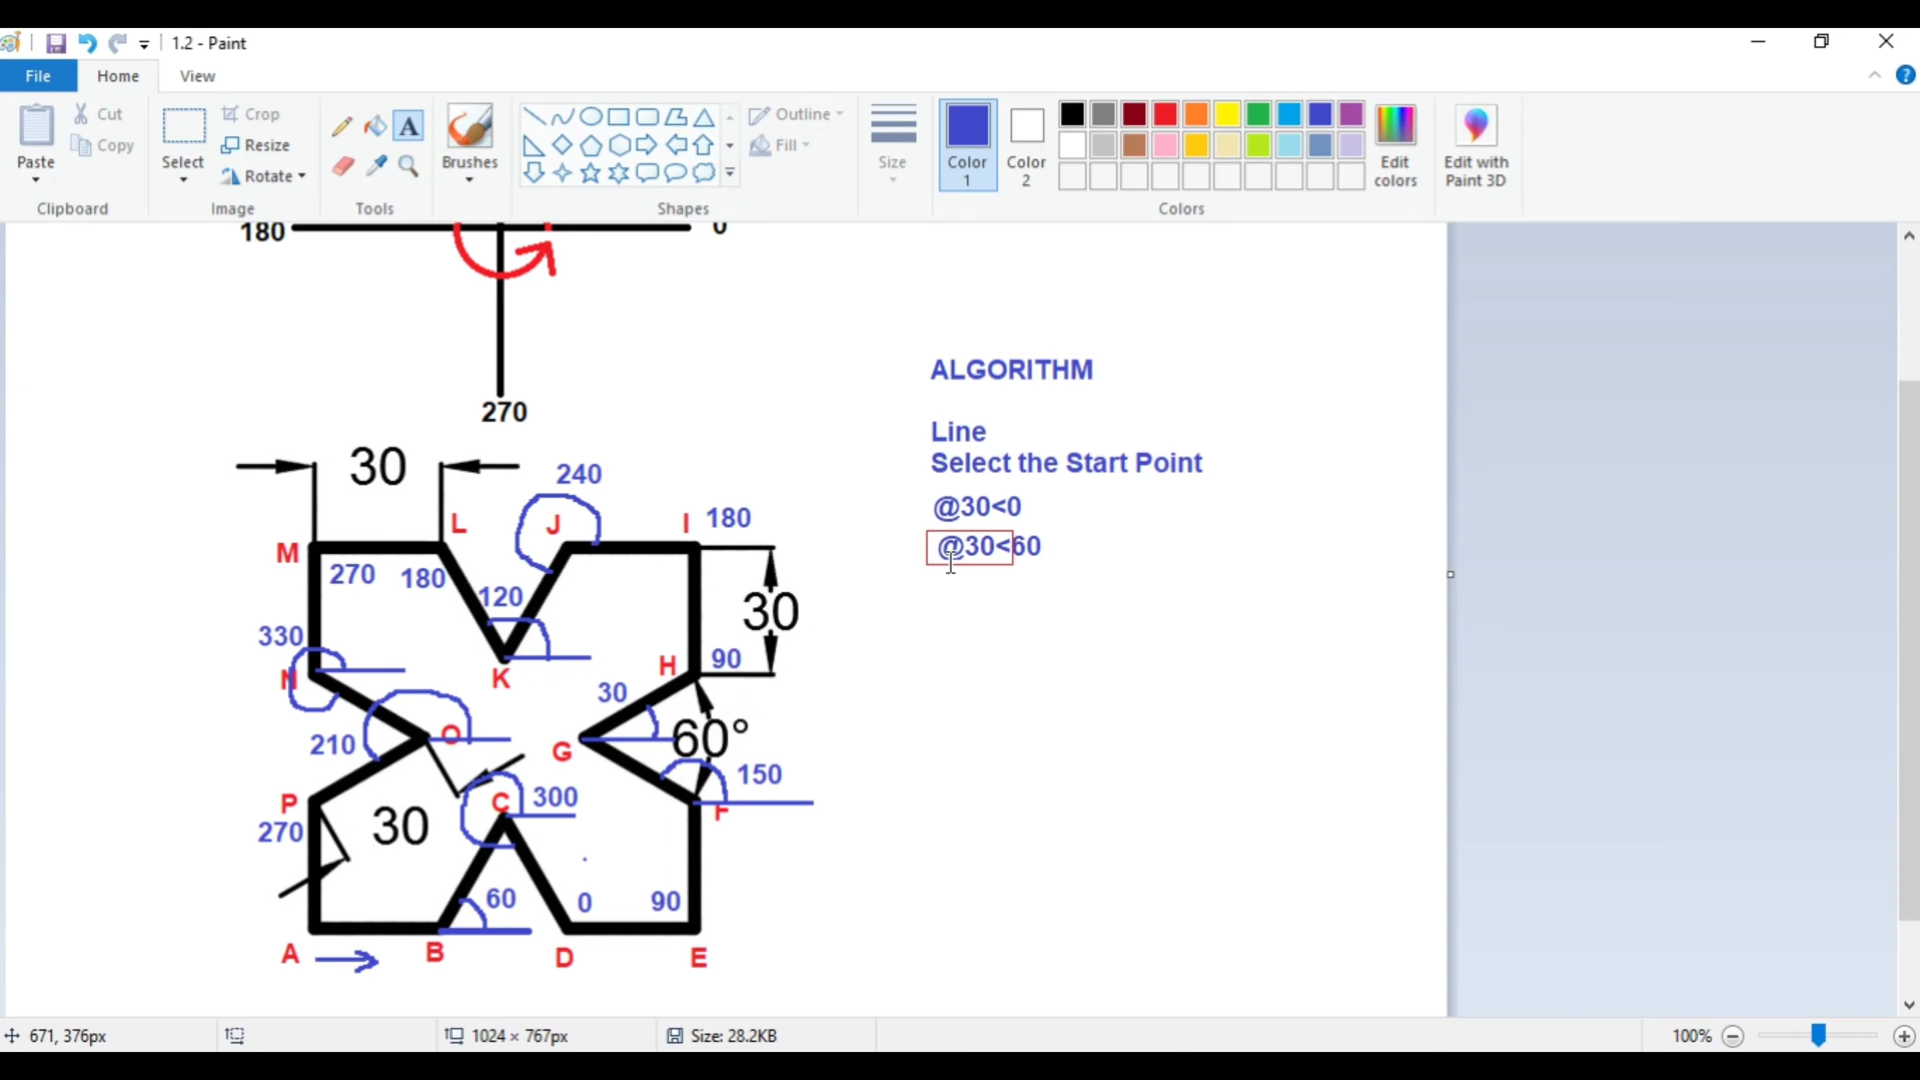 1.2 - Paint
File Home View
Cut
Copy
Paste
Clipboard
Crop
Resize
Rotate
Select
Image
A
Tools
Brushes
Shapes
Outline
Fill
Size
Color 1
Color 2
Edit colors
Colors
Edit with Paint 3D
180 0
270
ALGORITHM
Line
Select the Start Point
@30<0
@30<60
30
240
L J I 180
M
270 180 120
30
330
H 90
N K
30
60°
O G
210
150
P C 300 F
30
270
60 0 90
A B D E
671, 376px
1024 × 767px
Size: 28.2KB
100%